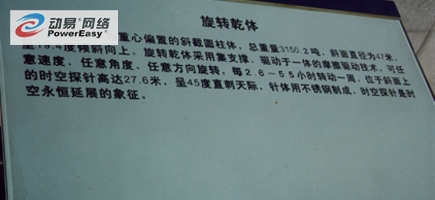 动易®网络
PowerEasy
旋转乾体
重心偏置的斜截圆柱体，总重量3150.2吨，斜面直径为47米，
呈19.4度倾斜向上。旋转乾体采用集支撑、驱动于一体的摩擦驱动技术，可任
意速度、任意角度，任意方向旋转，每2.6-55小时转动一周，位于斜面上
的时空探针高达27.6米，呈45度直刺天际，针体用不锈钢制成，时空探针是时
空永恒延展的象征。